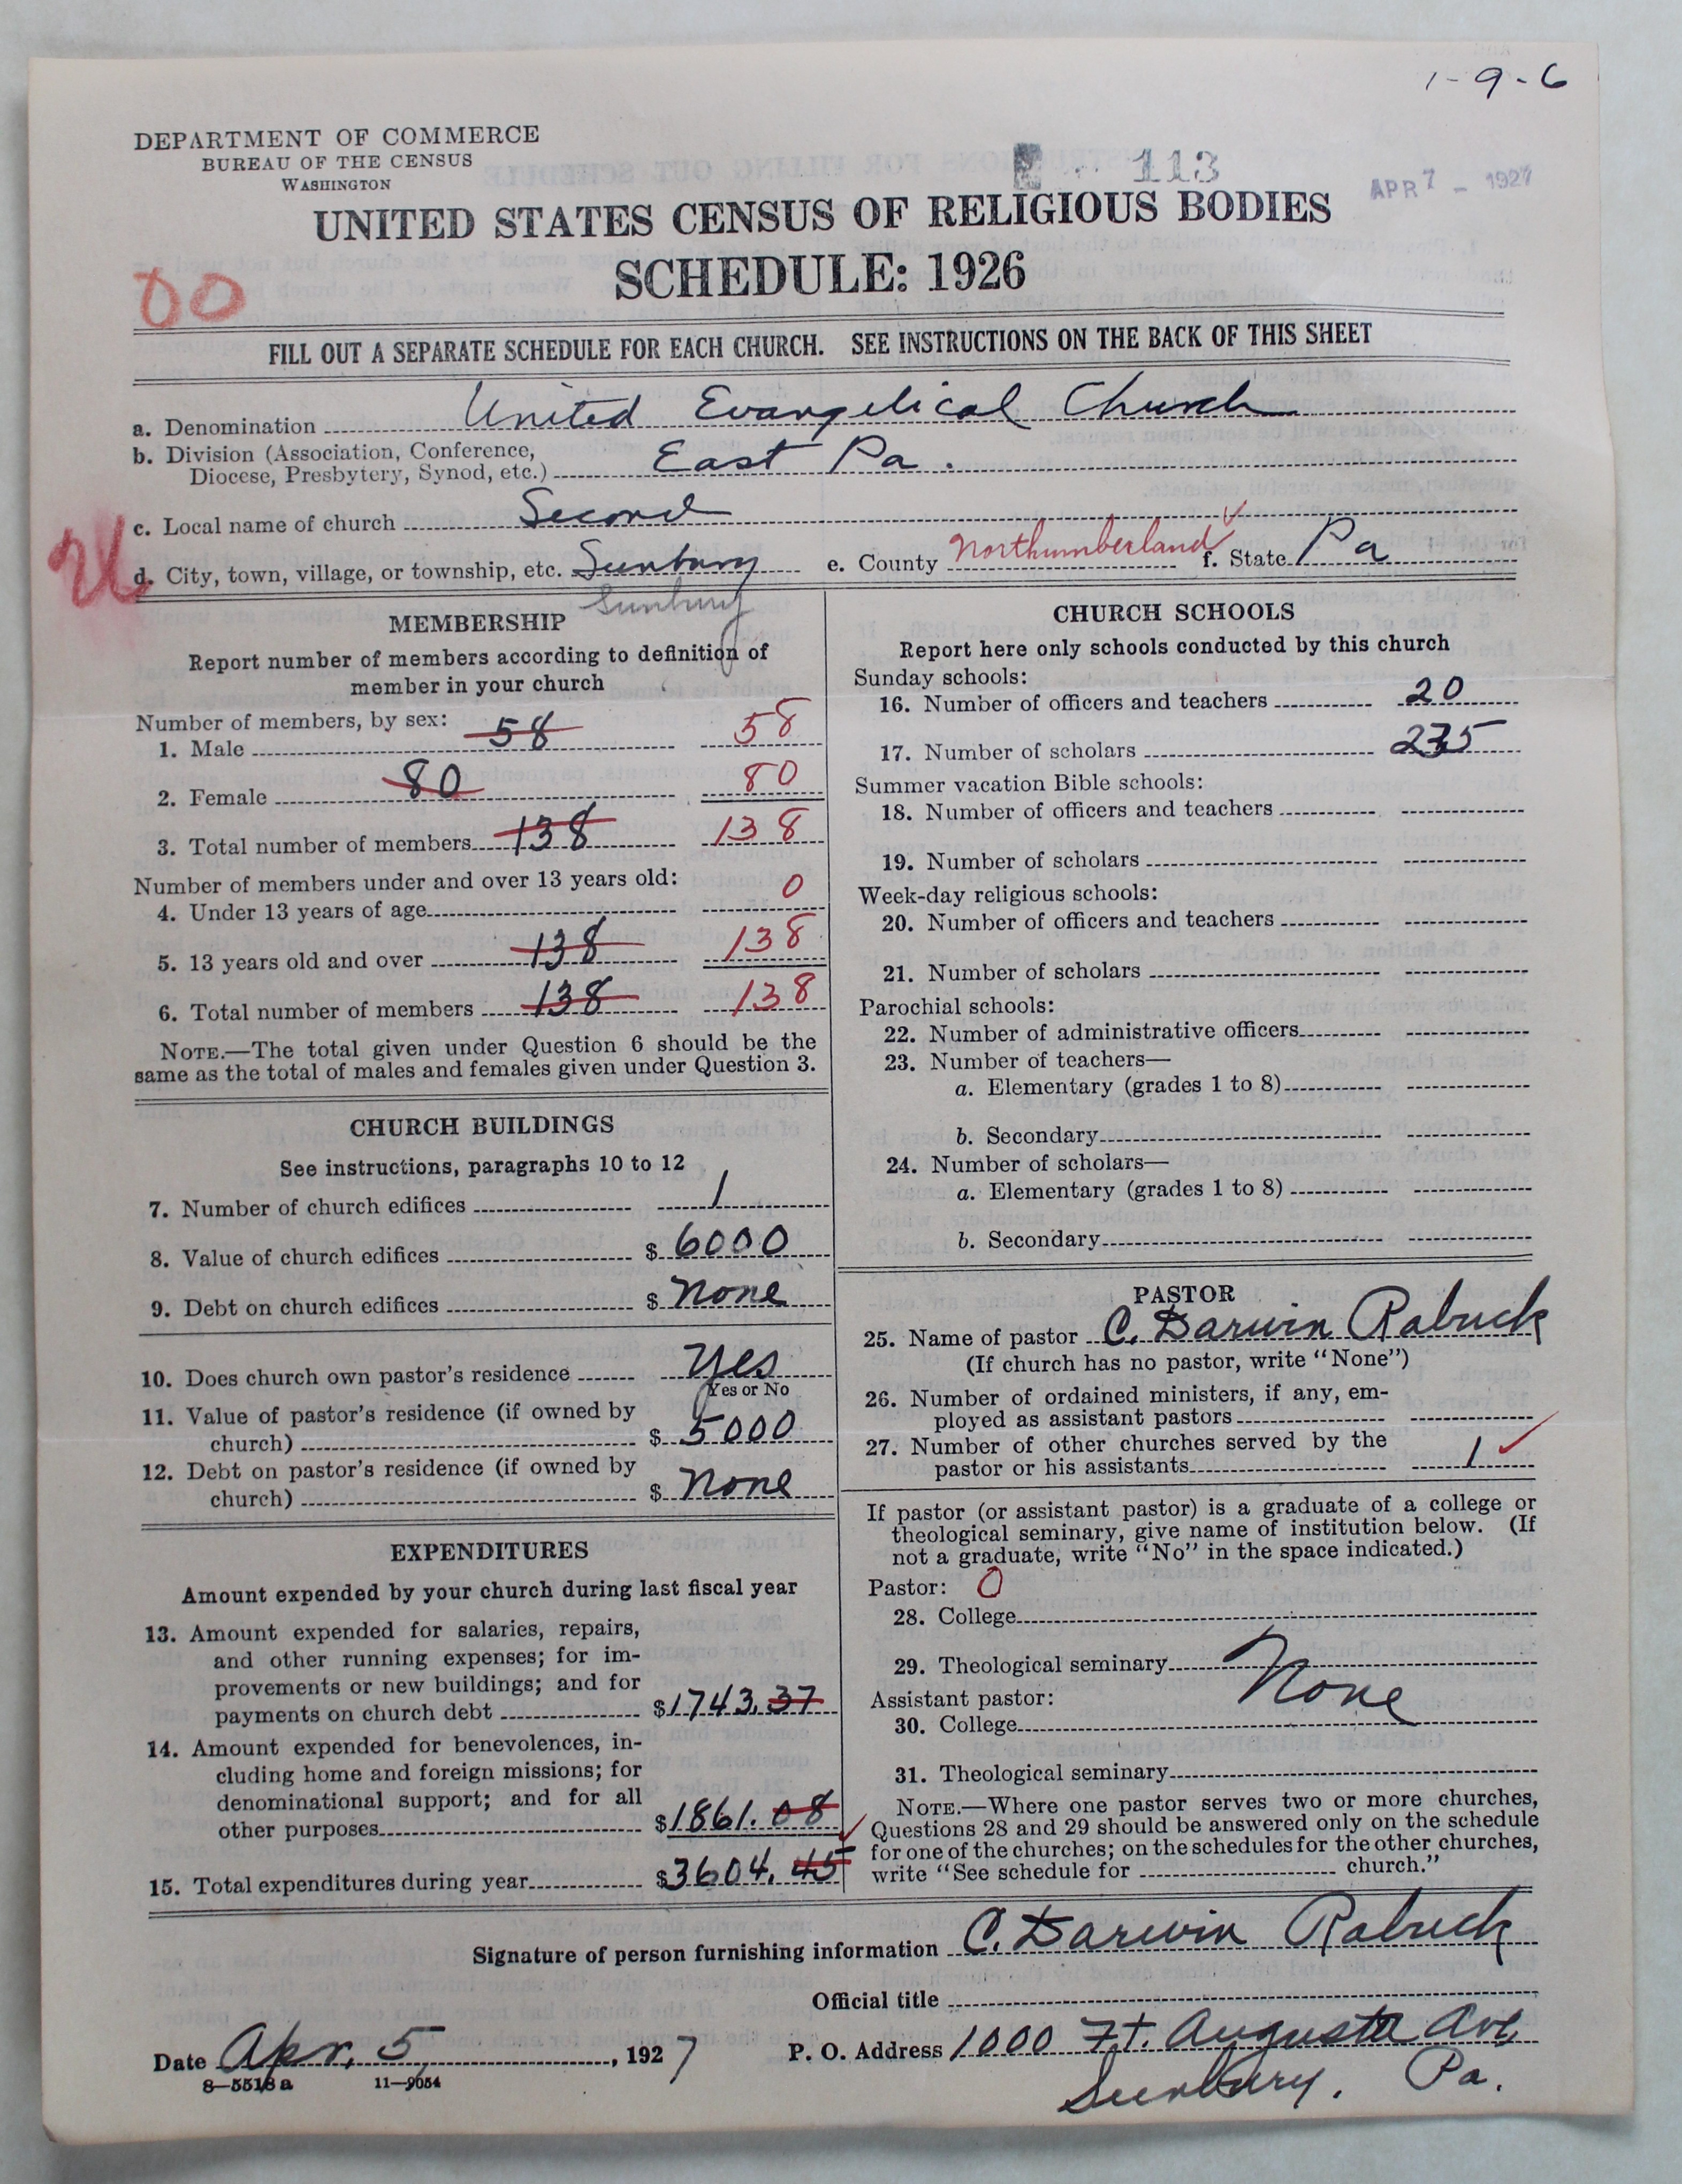 1-9-6
DEPARTMENT OF COMMERCE
BUREAU OF THE CENSUS
WASHINGTON
113
APR 7 - 1927
UNITED STATES CENSUS OF RELIGIOUS BODIES
SCHEDULE: 1926
00
FILL OUT A SEPARATE SCHEDULE FOR EACH CHURCH. SEE INSTRUCTIONS ON THE BACK OF THIS SHEET
a. Denomination United Evangelical Church
b. Division (Association, Conference,
Diocese, Presbytery, Synod, etc.) East Pa.
c. Local name of church Second
d. City, town, village, or township, etc. Sunbury e. County Northumberland f. State Pa
Sunbury
MEMBERSHIP
Report number of members according to definition of
member in your church
Number of members, by sex:
1. Male 58 58
2. Female 80 80
3. Total number of members 138 138
Number of members under and over 13 years old:
4. Under 13 years of age 0
5. 13 years old and over 138 138
6. Total number of members 138 138
NOTE.—The total given under Question 6 should be the
same as the total of males and females given under Question 3.
CHURCH BUILDINGS
See instructions, paragraphs 10 to 12
7. Number of church edifices 1
8. Value of church edifices $ 6000
9. Debt on church edifices $ None
10. Does church own pastor's residence Yes
Yes or No
11. Value of pastor's residence (if owned by
church) $ 5000
12. Debt on pastor's residence (if owned by
church) $ None
EXPENDITURES
Amount expended by your church during last fiscal year
13. Amount expended for salaries, repairs,
and other running expenses; for im-
provements or new buildings; and for
payments on church debt $ 1743.37
14. Amount expended for benevolences, in-
cluding home and foreign missions; for
denominational support; and for all
other purposes $ 1861.08
15. Total expenditures during year $ 3604.45
CHURCH SCHOOLS
Report here only schools conducted by this church
Sunday schools:
16. Number of officers and teachers 20
17. Number of scholars 275
Summer vacation Bible schools:
18. Number of officers and teachers
19. Number of scholars
Week-day religious schools:
20. Number of officers and teachers
21. Number of scholars
Parochial schools:
22. Number of administrative officers
23. Number of teachers—
a. Elementary (grades 1 to 8)
b. Secondary
24. Number of scholars—
a. Elementary (grades 1 to 8)
b. Secondary
PASTOR
25. Name of pastor C. Darwin Rabuck
(If church has no pastor, write "None")
26. Number of ordained ministers, if any, em-
ployed as assistant pastors
27. Number of other churches served by the
pastor or his assistants 1
If pastor (or assistant pastor) is a graduate of a college or
theological seminary, give name of institution below. (If
not a graduate, write "No" in the space indicated.)
Pastor: 0
28. College
29. Theological seminary None
Assistant pastor:
30. College
31. Theological seminary
NOTE.—Where one pastor serves two or more churches,
Questions 28 and 29 should be answered only on the schedule
for one of the churches; on the schedules for the other churches,
write "See schedule for church."
Signature of person furnishing information C. Darwin Rabuck
Official title
Date Apr. 5, 1927 P. O. Address 1000 Ft. Augusta Ave,
8—5518 a 11—9054
Sunbury, Pa.